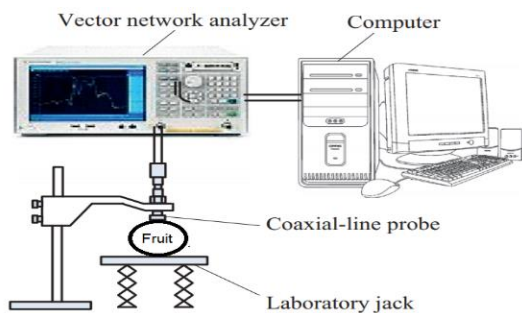 Vector network analyzer
Computer
Coaxial-line probe
Fruit
Laboratory jack